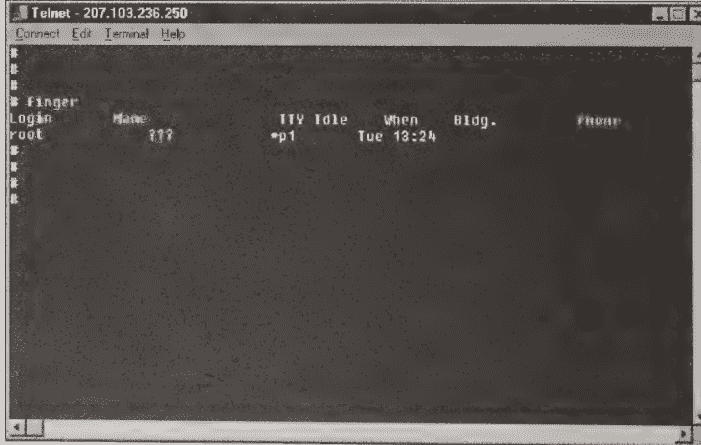 Telnet - 207.103.236.250
Connect Edit Terminal Help
#
#
#
# finger
Login Name TTY Idle When Bldg. Phone
root ??? *p1 Tue 13:24
#
#
#
#